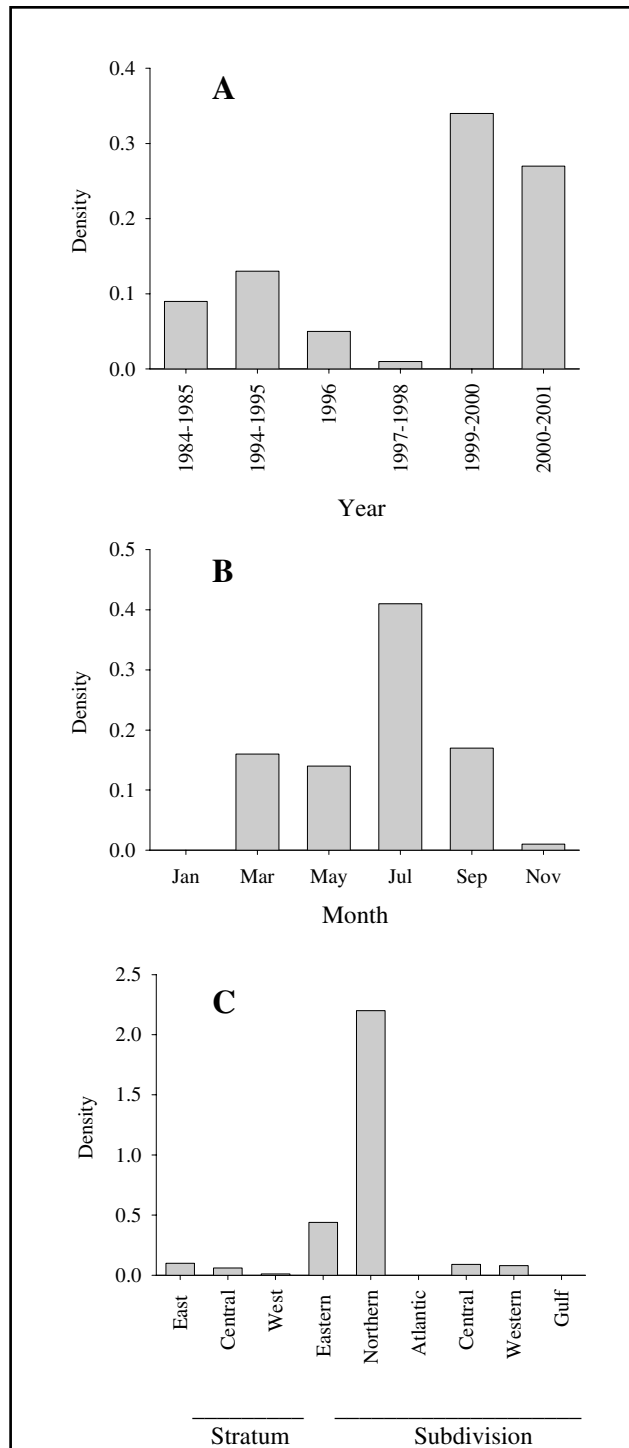 A
0.4
0.3
0.2
0.1
0.0
Density
1984-1985
1994-1995
1996
1997-1998
1999-2000
2000-2001
Year
B
0.5
0.4
0.3
0.2
0.1
0.0
Density
Jan Mar May Jul Sep Nov
Month
C
2.5
2.0
1.5
1.0
0.5
0.0
Density
East
Central
West
Eastern
Northern
Atlantic
Central
Western
Gulf
Stratum Subdivision